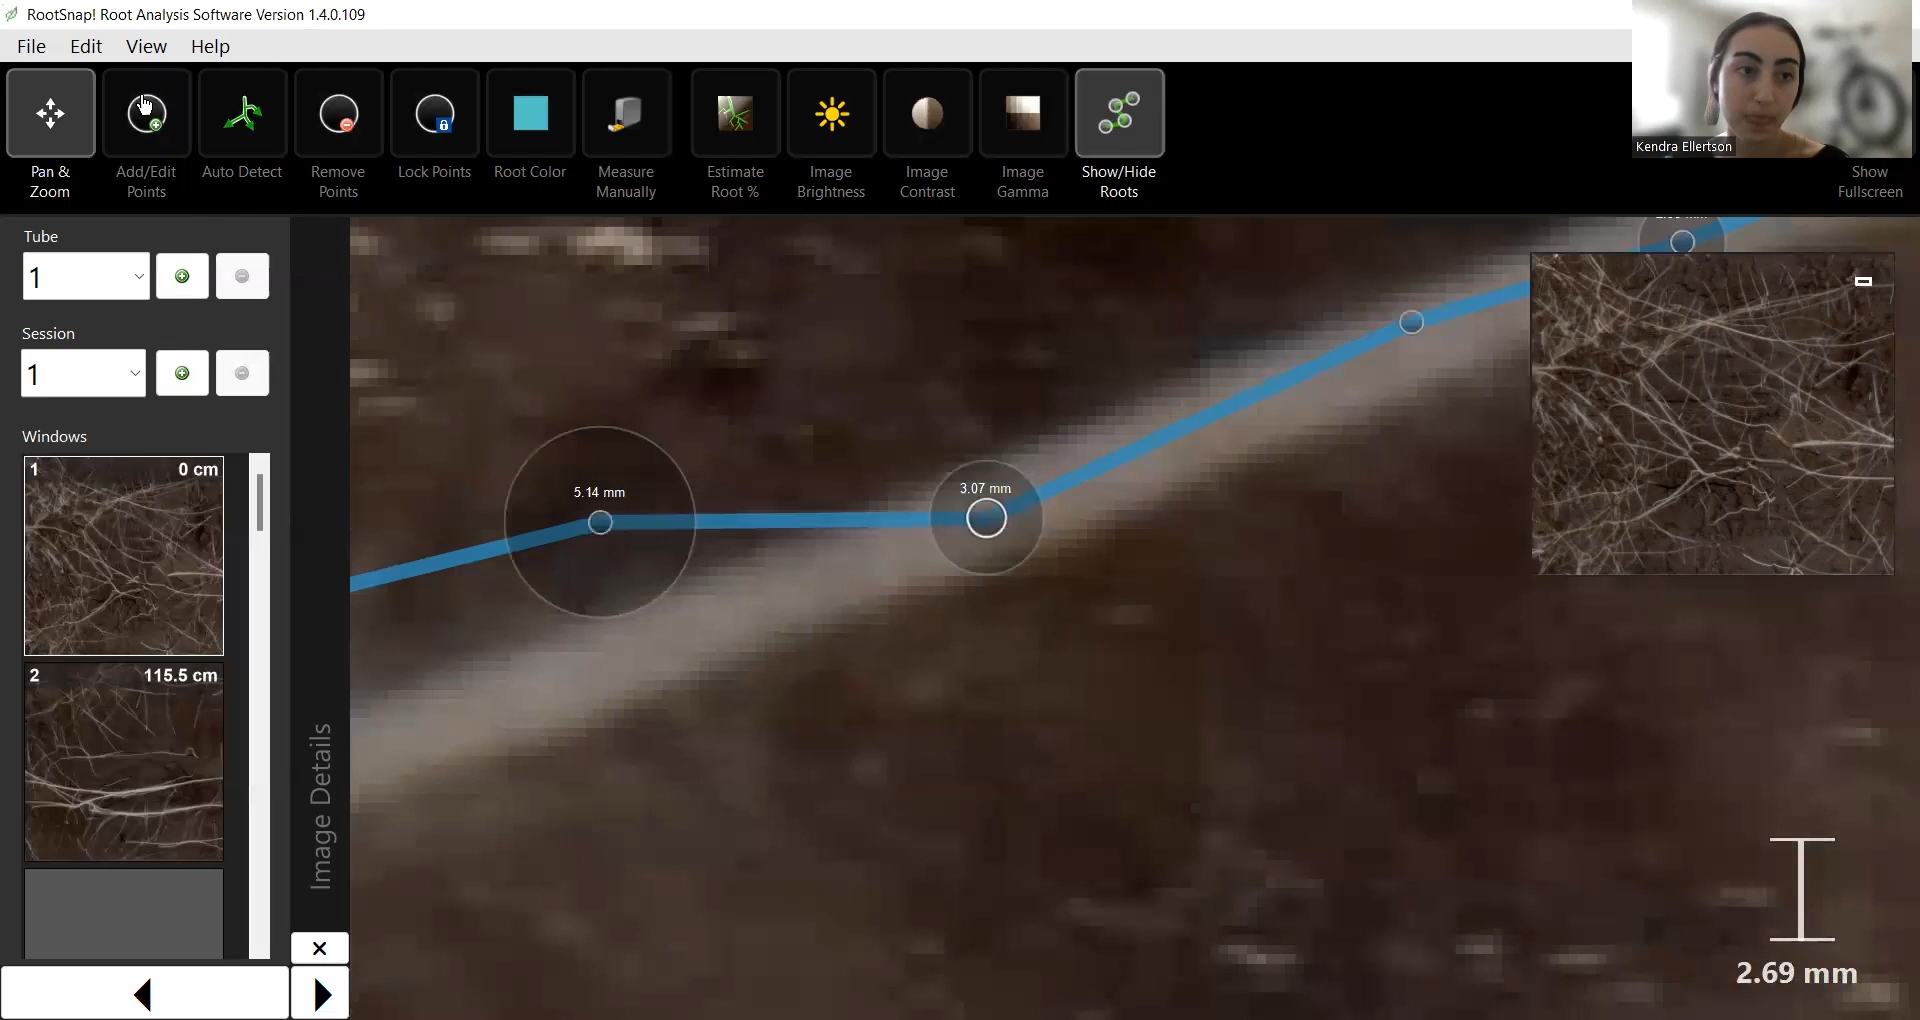 RootSnap! Root Analysis Software Version 1.4.0.109
File Edit View Help
Pan & Zoom
Add/Edit Points
Auto Detect
Remove Points
Lock Points
Root Color
Measure Manually
Estimate Root %
Image Brightness
Image Contrast
Image Gamma
Show/Hide Roots
Show Fullscreen
Kendra Ellertson
Tube
1
Session
1
Windows
1 0 cm
2 115.5 cm
Image Details
5.14 mm
3.07 mm
2.69 mm